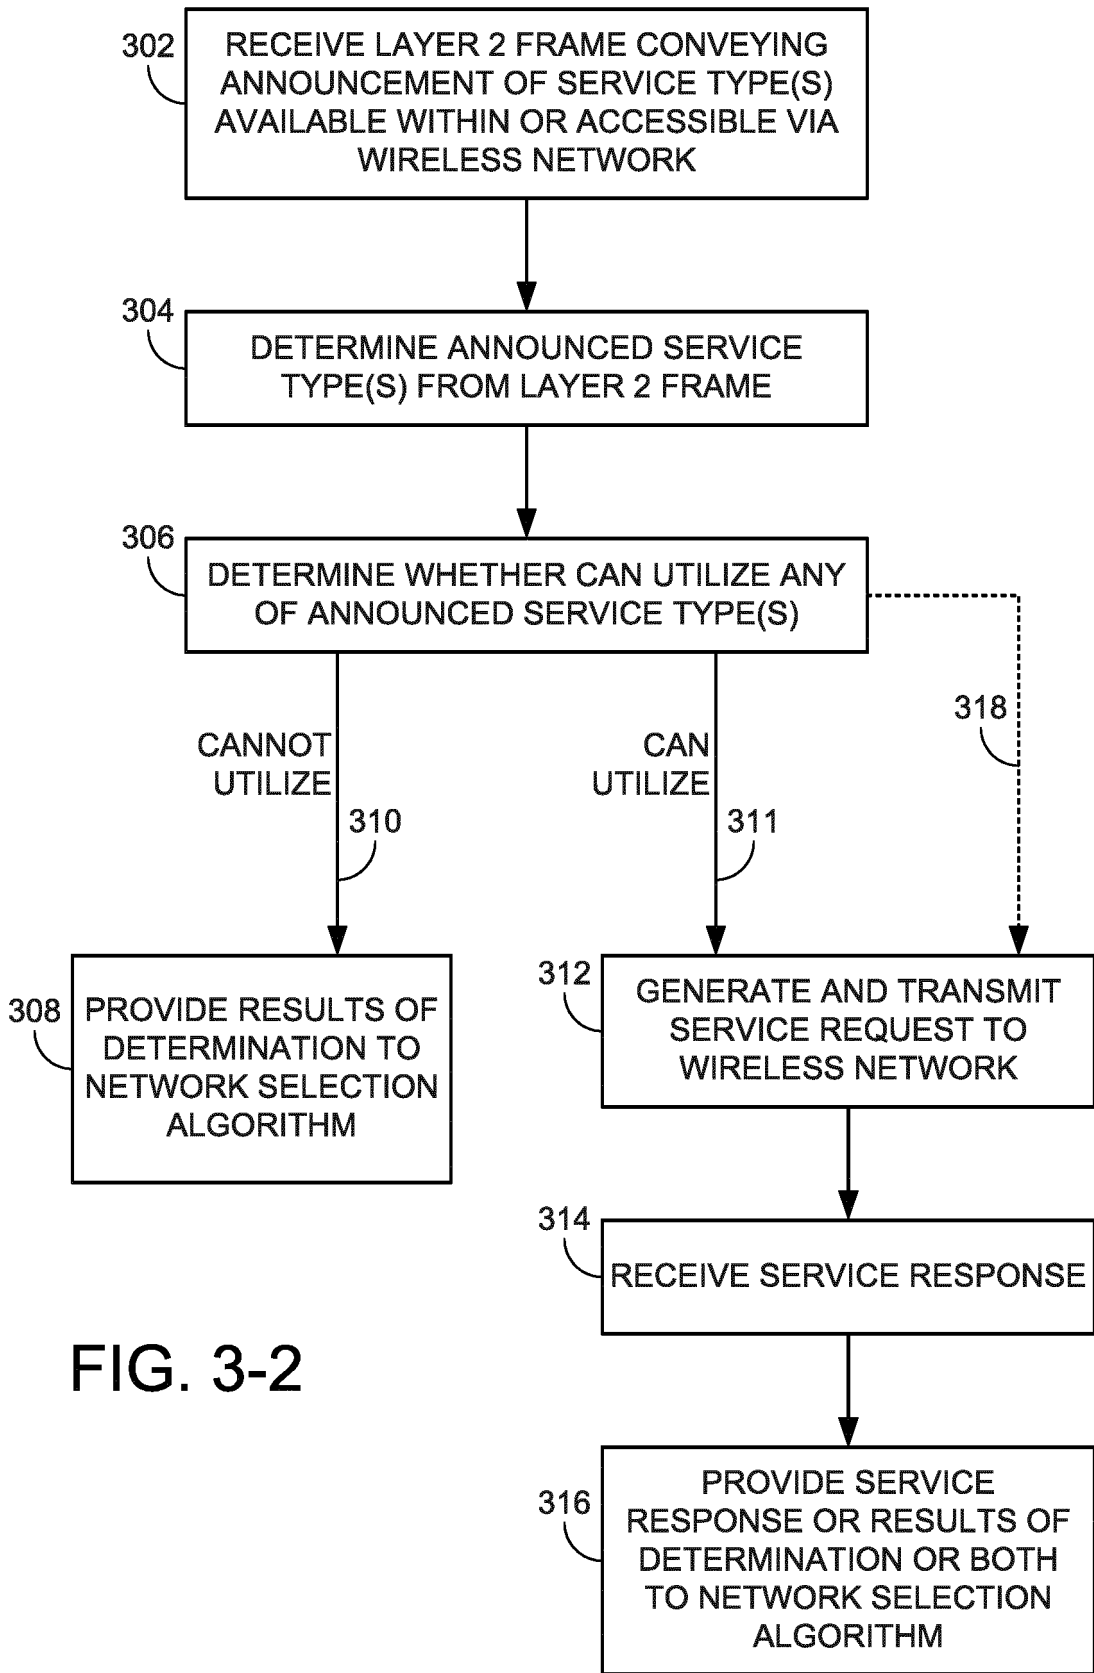 302
RECEIVE LAYER 2 FRAME CONVEYING
ANNOUNCEMENT OF SERVICE TYPE(S)
AVAILABLE WITHIN OR ACCESSIBLE VIA
WIRELESS NETWORK
304
DETERMINE ANNOUNCED SERVICE
TYPE(S) FROM LAYER 2 FRAME
306
DETERMINE WHETHER CAN UTILIZE ANY
OF ANNOUNCED SERVICE TYPE(S)
318
CANNOT
UTILIZE
310
CAN
UTILIZE
311
308
PROVIDE RESULTS OF
DETERMINATION TO
NETWORK SELECTION
ALGORITHM
312
GENERATE AND TRANSMIT
SERVICE REQUEST TO
WIRELESS NETWORK
314
RECEIVE SERVICE RESPONSE
316
PROVIDE SERVICE
RESPONSE OR RESULTS OF
DETERMINATION OR BOTH
TO NETWORK SELECTION
ALGORITHM
FIG. 3-2